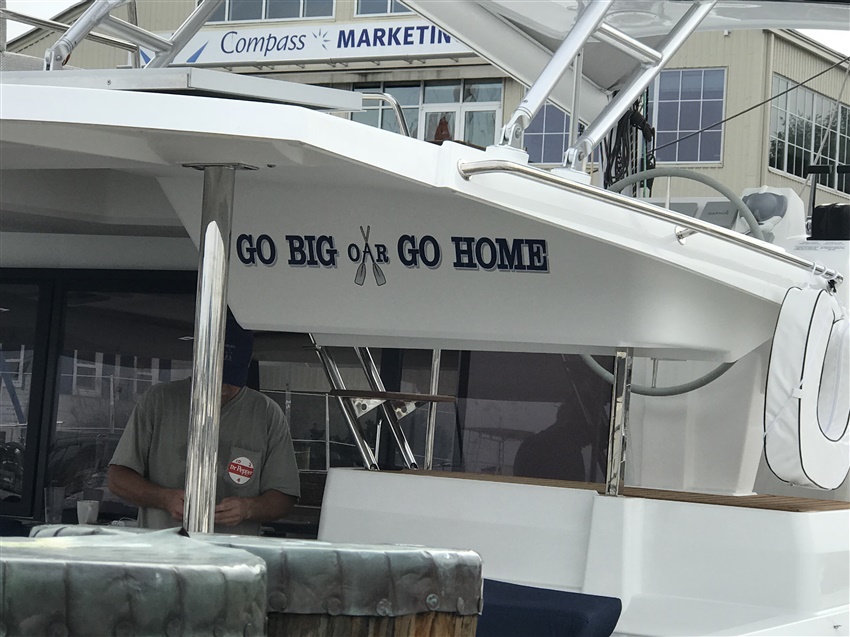 Compass MARKETIN
GO BIG OAR GO HOME
Dr Pepper